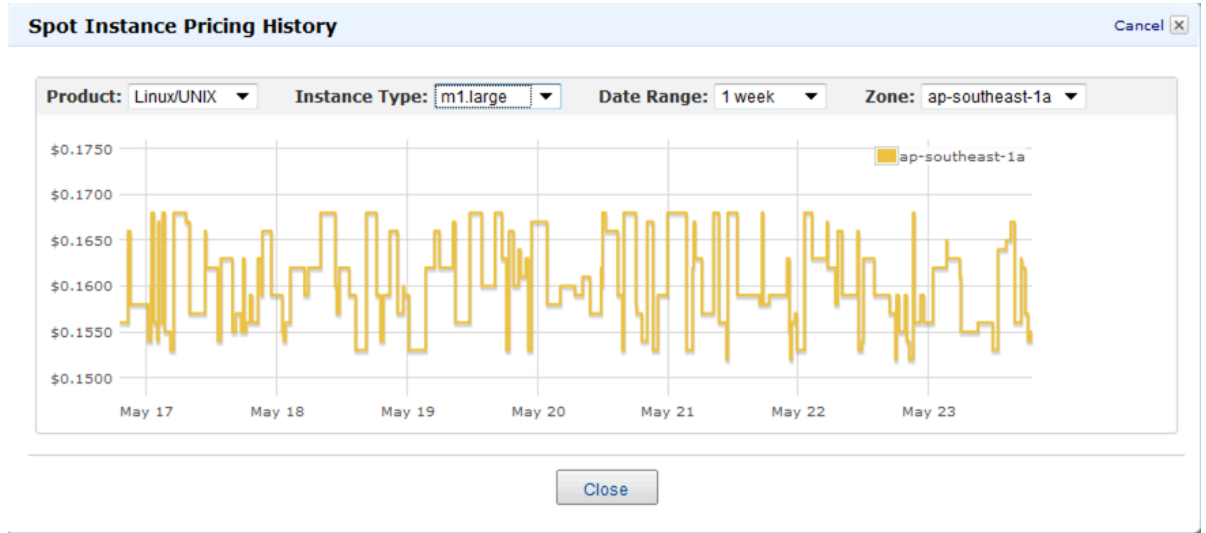 Spot Instance Pricing History Cancel
Product: Linux/UNIX Instance Type: m1.large Date Range: 1 week Zone: ap-southeast-1a
$0.1750
ap-southeast-1a
$0.1700
$0.1650
$0.1600
$0.1550
$0.1500
May 17 May 18 May 19 May 20 May 21 May 22 May 23
Close